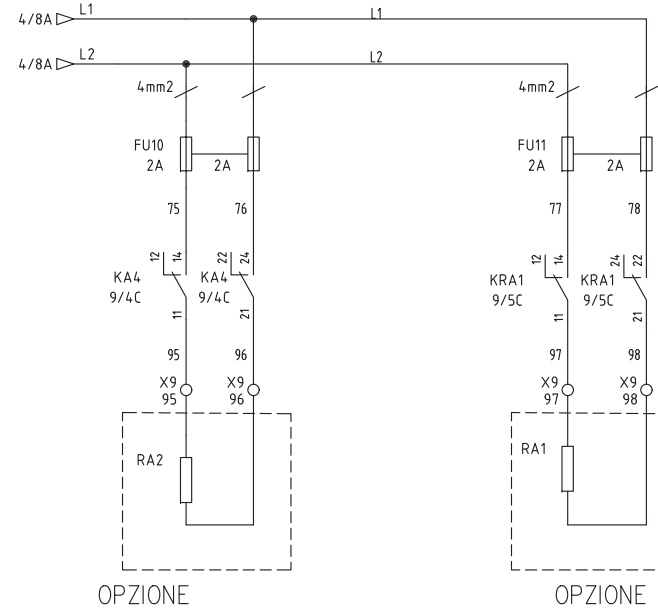 4/8A L1 L1
4/8A L2 L2
4mm2 4mm2
FU10 FU11
2A 2A 2A 2A
75 76 77 78
12 14 22 24 12 14 24 22
KA4 KA4 KRA1 KRA1
9/4C 9/4C 9/5C 9/5C
11 21 11 21
95 96 97 98
X9 X9 X9 X9
95 96 97 98
RA2 RA1
OPZIONE OPZIONE